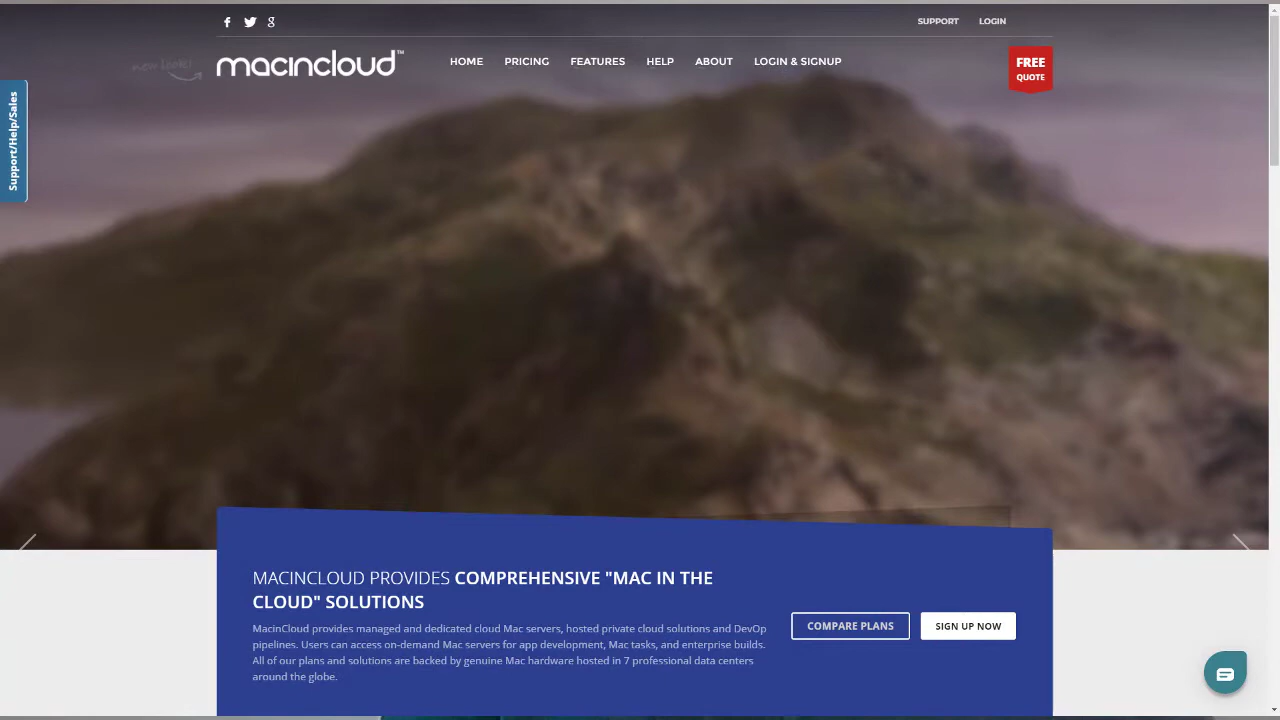 SUPPORT LOGIN
new look!
macincloud™
HOME PRICING FEATURES HELP ABOUT LOGIN & SIGNUP
FREE
QUOTE
Support/Help/Sales
MACINCLOUD PROVIDES COMPREHENSIVE "MAC IN THE
CLOUD" SOLUTIONS
MacinCloud provides managed and dedicated cloud Mac servers, hosted private cloud solutions and DevOp
pipelines. Users can access on-demand Mac servers for app development, Mac tasks, and enterprise builds.
All of our plans and solutions are backed by genuine Mac hardware hosted in 7 professional data centers
around the globe.
COMPARE PLANS
SIGN UP NOW